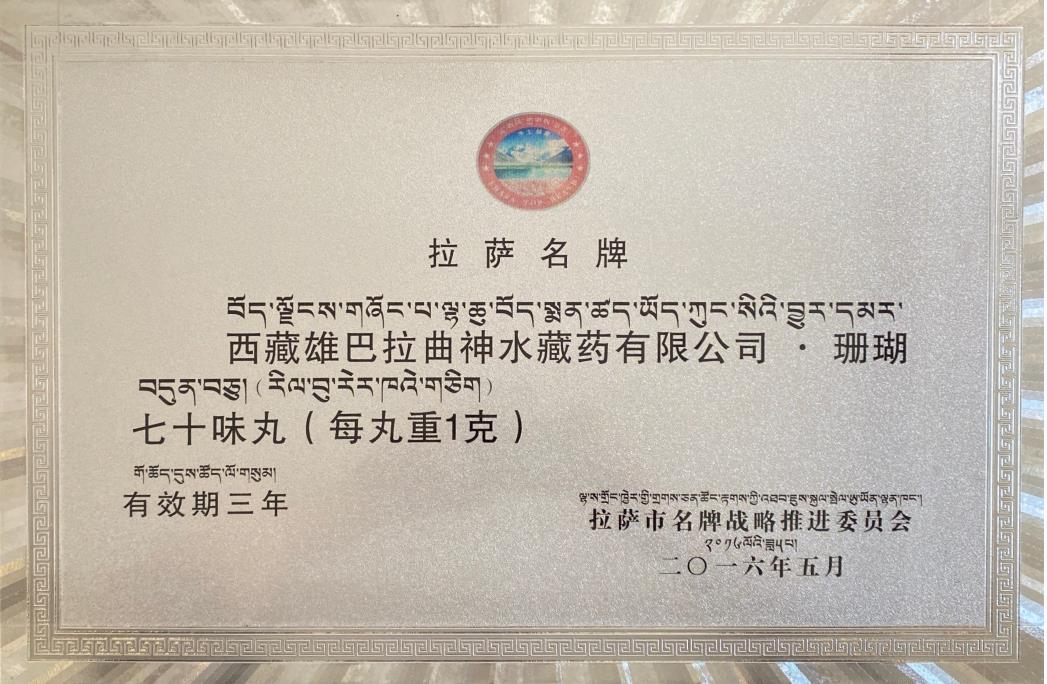 拉萨名牌
བོད་ལྗོངས་གཞོང་པ་ལྷ་ཆུ་བོད་སྨན་ཚད་ཡོད་ཀུང་སིའི་བྱུར་དམར་
西藏雄巴拉曲神水藏药有限公司 · 珊瑚
བདུན་བཅུ།（རིལ་བུ་རེར་ཁའེ་གཅིག）
七十味丸（每丸重1克）
གོ་ཆོད་དུས་ཚོད་ལོ་གསུམ།
有效期三年
拉萨市名牌战略推进委员会
༢༠༡༦ལོའི་ཟླ༥པ།
二〇一六年五月